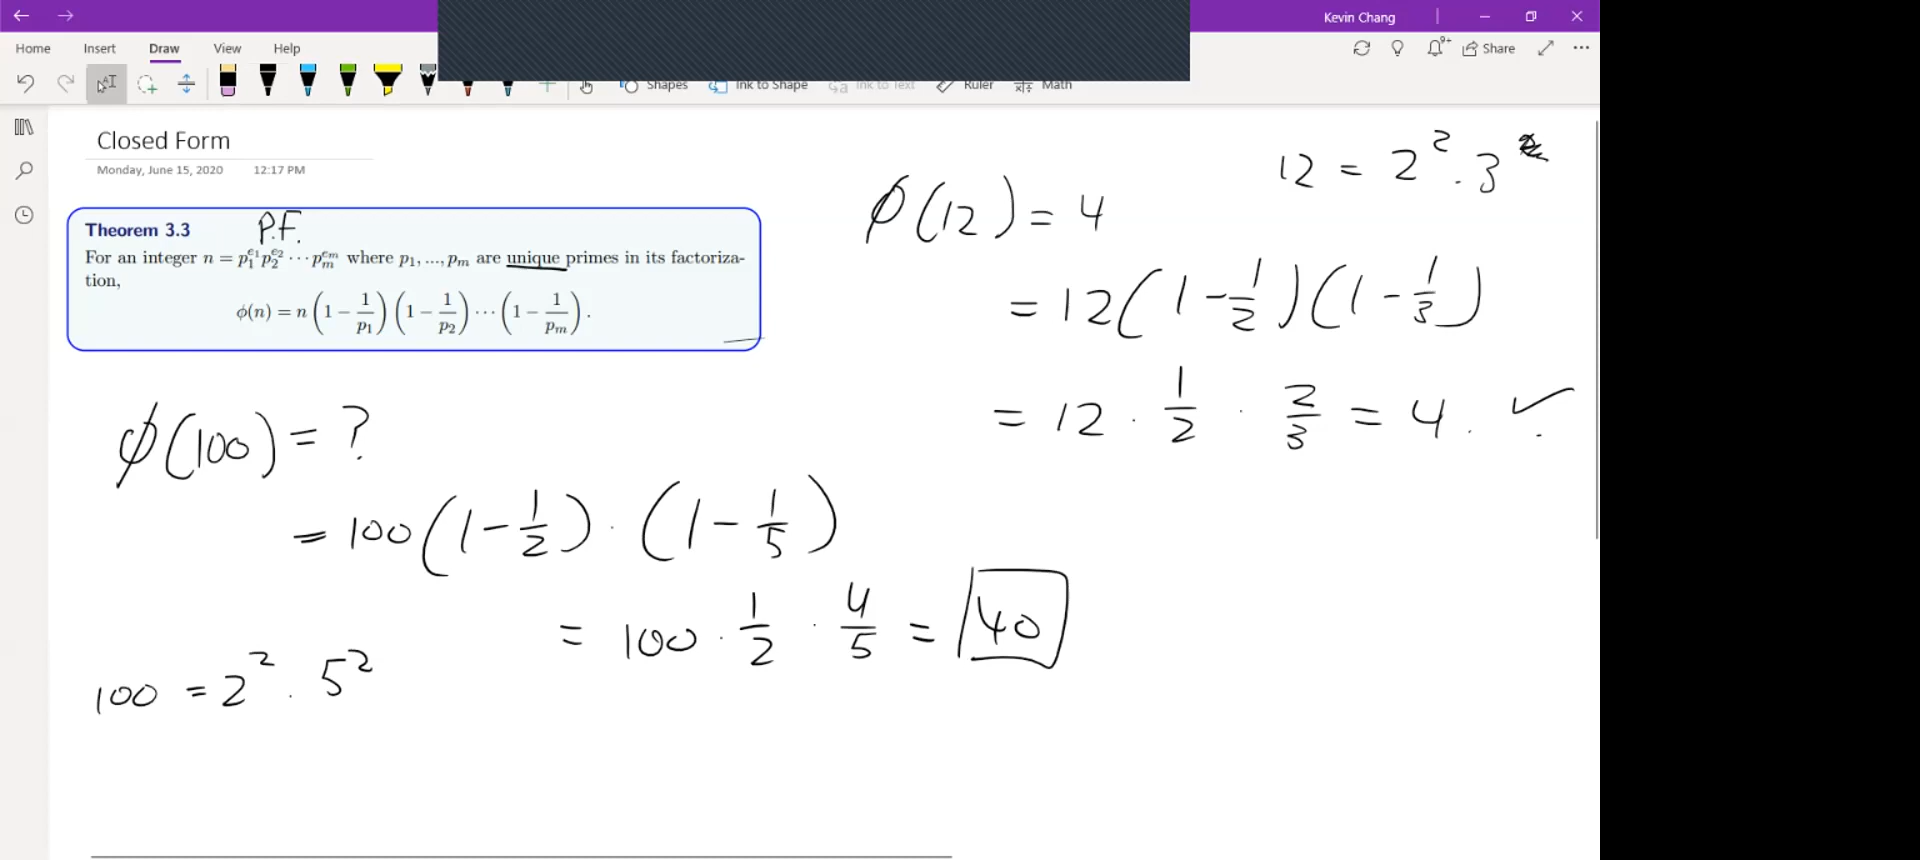 Kevin Chang
Home Insert Draw View Help
Share
Shapes Ink to Shape Ink to Text Ruler Math
Closed Form
Monday, June 15, 2020 12:17 PM
Theorem 3.3 P.F.
For an integer n = p₁^{e₁}p₂^{e₂} ⋯ pₘ^{eₘ} where p₁, ..., pₘ are unique primes in its factoriza-
tion,
ϕ(n) = n (1 − 1/p₁) (1 − 1/p₂) ⋯ (1 − 1/pₘ).
ϕ(100) = ?
= 100 (1 − 1/2) · (1 − 1/5)
= 100 · 1/2 · 4/5 = 40
100 = 2² · 5²
12 = 2² · 3
ϕ(12) = 4
= 12 (1 − 1/2) (1 − 1/3)
= 12 · 1/2 · 2/3 = 4. ✓